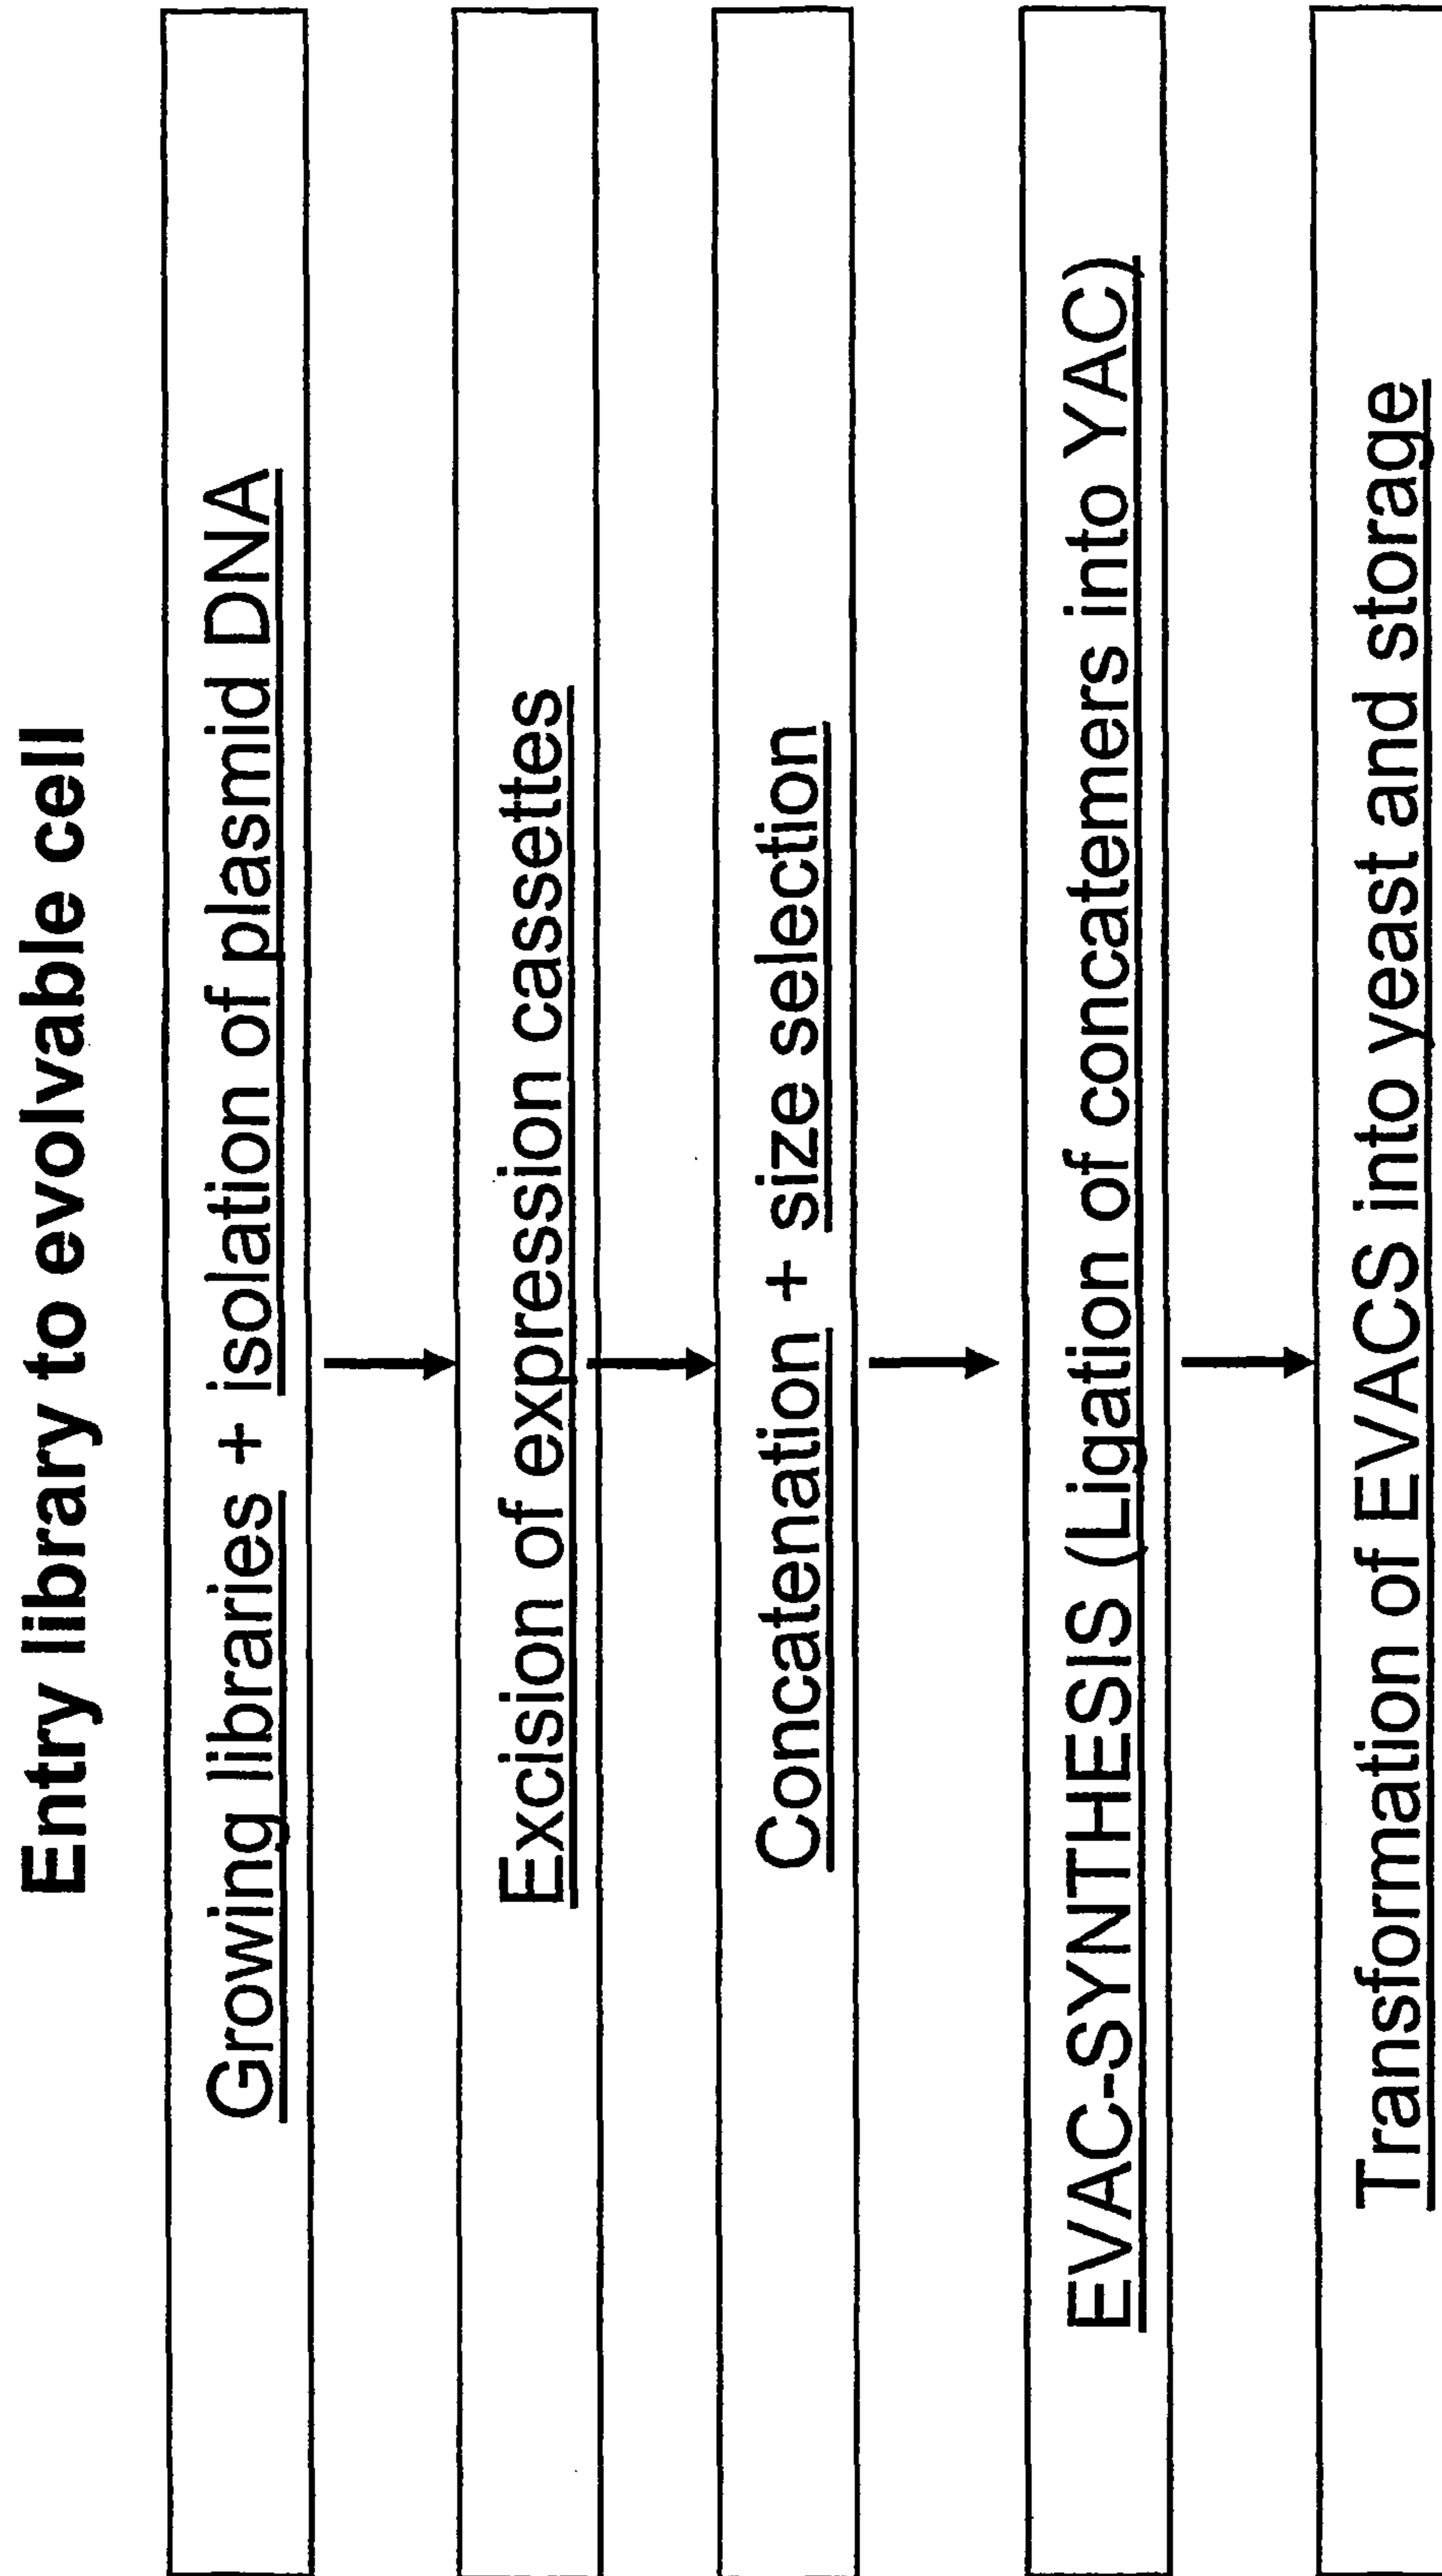 Entry library to evolvable cell
Growing libraries + isolation of plasmid DNA
Excision of expression cassettes
Concatenation + size selection
EVAC-SYNTHESIS (Ligation of concatemers into YAC)
Transformation of EVACS into yeast and storage